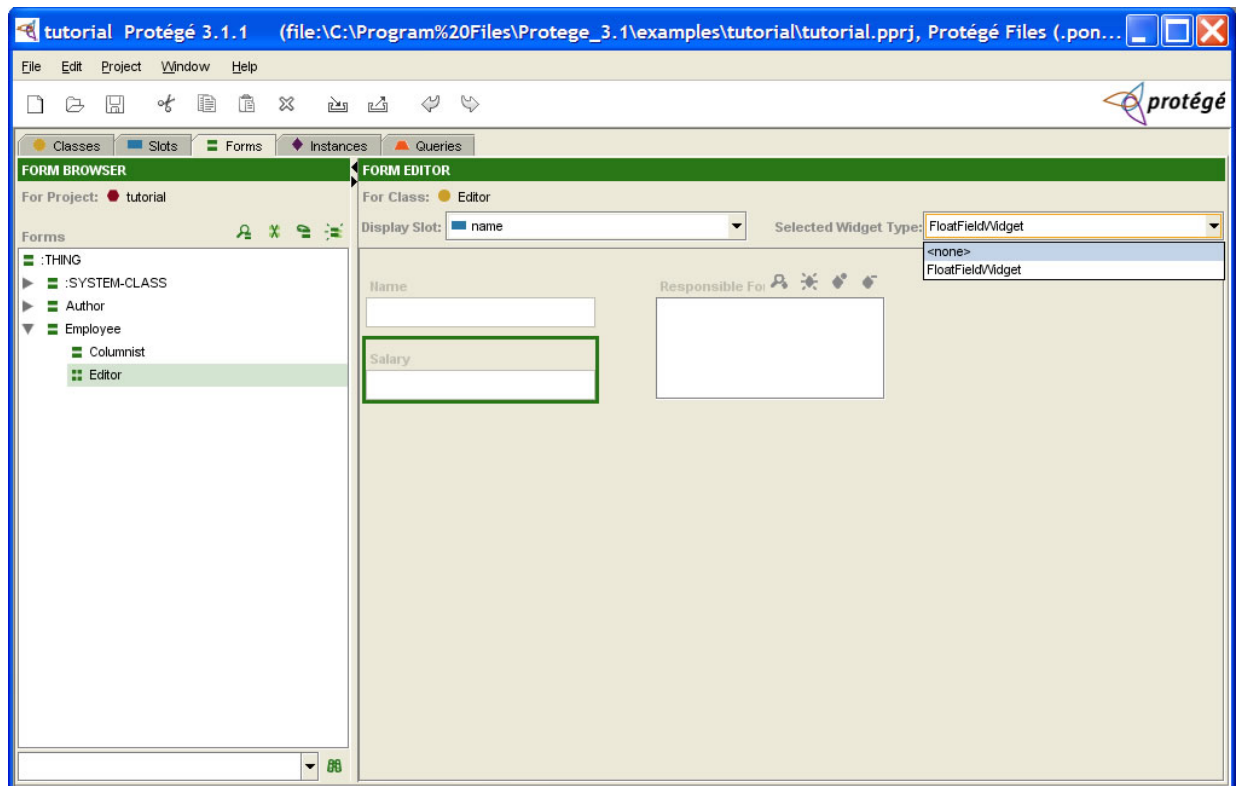 tutorial Protégé 3.1.1 (file:\C:\Program%20Files\Protege_3.1\examples\tutorial\tutorial.pprj, Protégé Files (.pon...
File Edit Project Window Help
protégé
Classes Slots Forms Instances Queries
FORM BROWSER
For Project: tutorial
Forms
:THING
:SYSTEM-CLASS
Author
Employee
Columnist
Editor
FORM EDITOR
For Class: Editor
Display Slot: name Selected Widget Type: FloatFieldWidget
<none>
FloatFieldWidget
Name
Responsible For
Salary